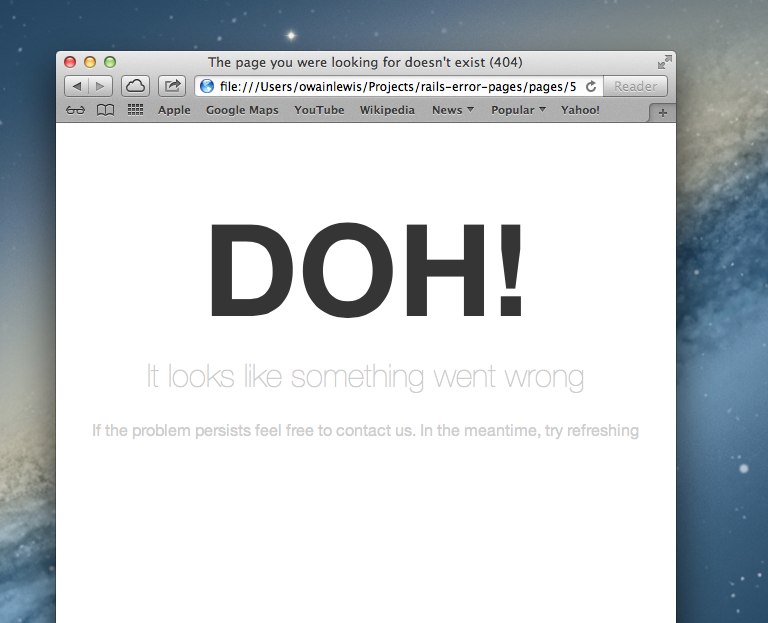 The page you were looking for doesn't exist (404)
file:///Users/owainlewis/Projects/rails-error-pages/pages/5 Reader
Apple Google Maps YouTube Wikipedia News Popular Yahoo!
DOH!
It looks like something went wrong
If the problem persists feel free to contact us. In the meantime, try refreshing